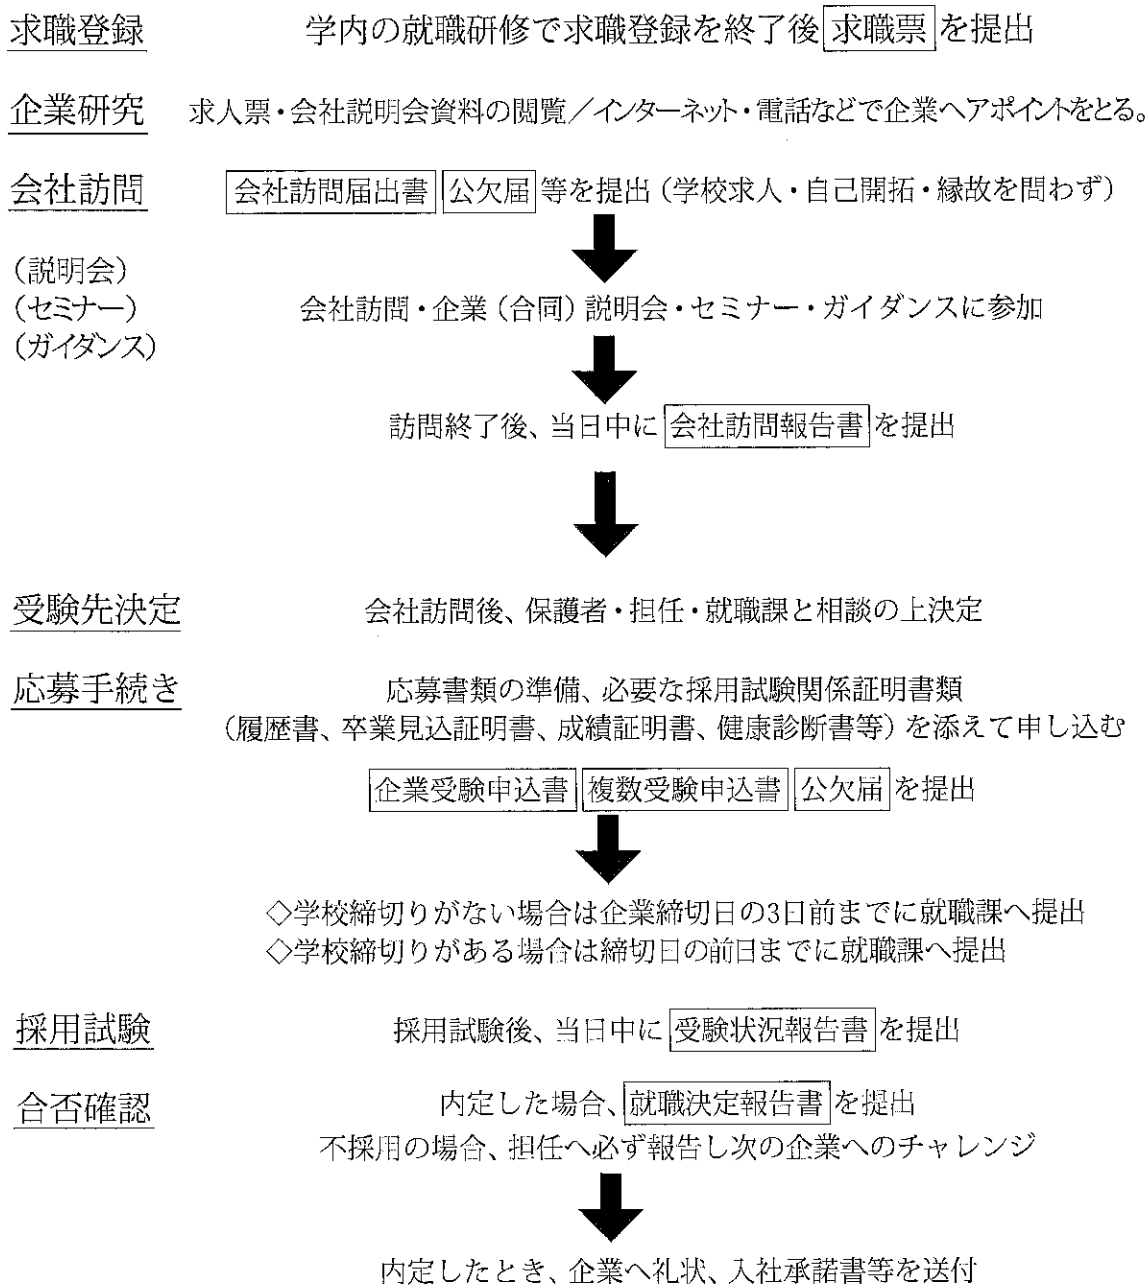 求職登録 学内の就職研修で求職登録を終了後 求職票 を提出
企業研究 求人票・会社説明会資料の閲覧／インターネット・電話などで企業へアポイントをとる。
会社訪問 会社訪問届出書 公欠届 等を提出（学校求人・自己開拓・縁故を問わず）
（説明会）
（セミナー） 会社訪問・企業（合同）説明会・セミナー・ガイダンスに参加
（ガイダンス）
訪問終了後、当日中に 会社訪問報告書 を提出
受験先決定 会社訪問後、保護者・担任・就職課と相談の上決定
応募手続き 応募書類の準備、必要な採用試験関係証明書類
（履歴書、卒業見込証明書、成績証明書、健康診断書等）を添えて申し込む
企業受験申込書 複数受験申込書 公欠届 を提出
◇学校締切りがない場合は企業締切日の3日前までに就職課へ提出
◇学校締切りがある場合は締切日の前日までに就職課へ提出
採用試験 採用試験後、当日中に 受験状況報告書 を提出
合否確認 内定した場合、就職決定報告書 を提出
不採用の場合、担任へ必ず報告し次の企業へのチャレンジ
内定したとき、企業へ礼状、入社承諾書等を送付